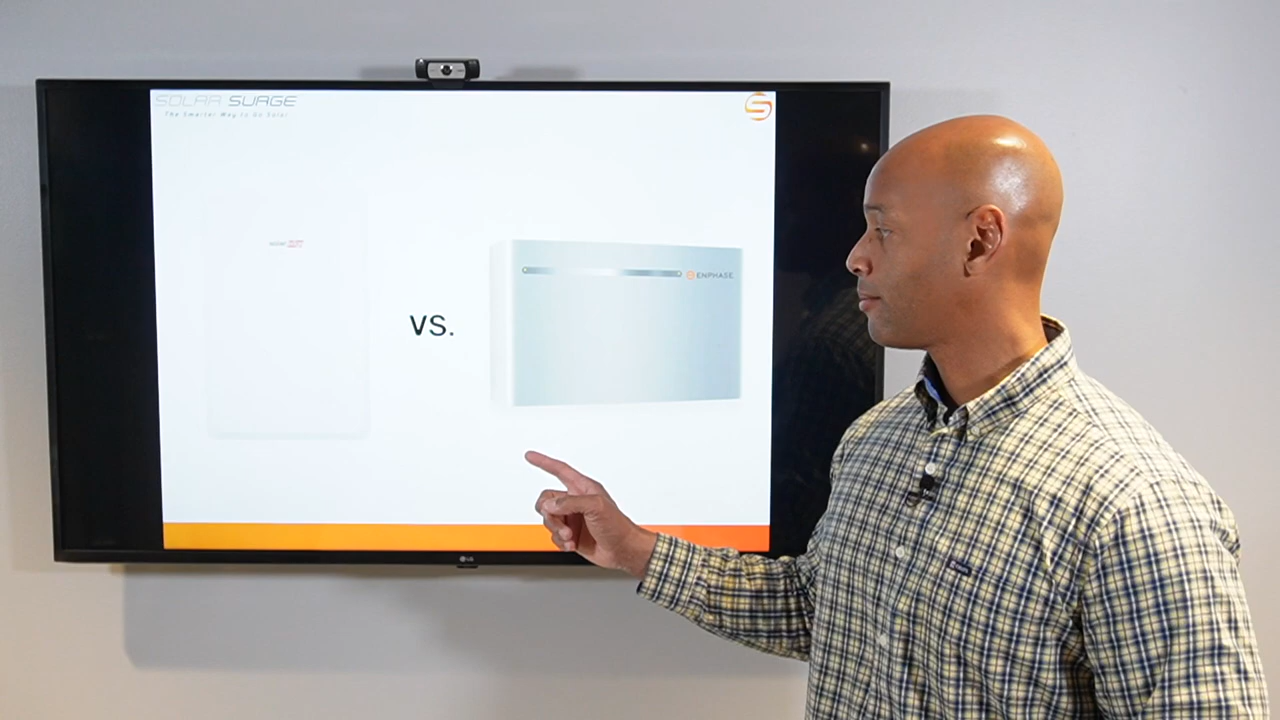 SOLAR SURGE
The Smarter Way to Go Solar
VS.
ENPHASE
LG